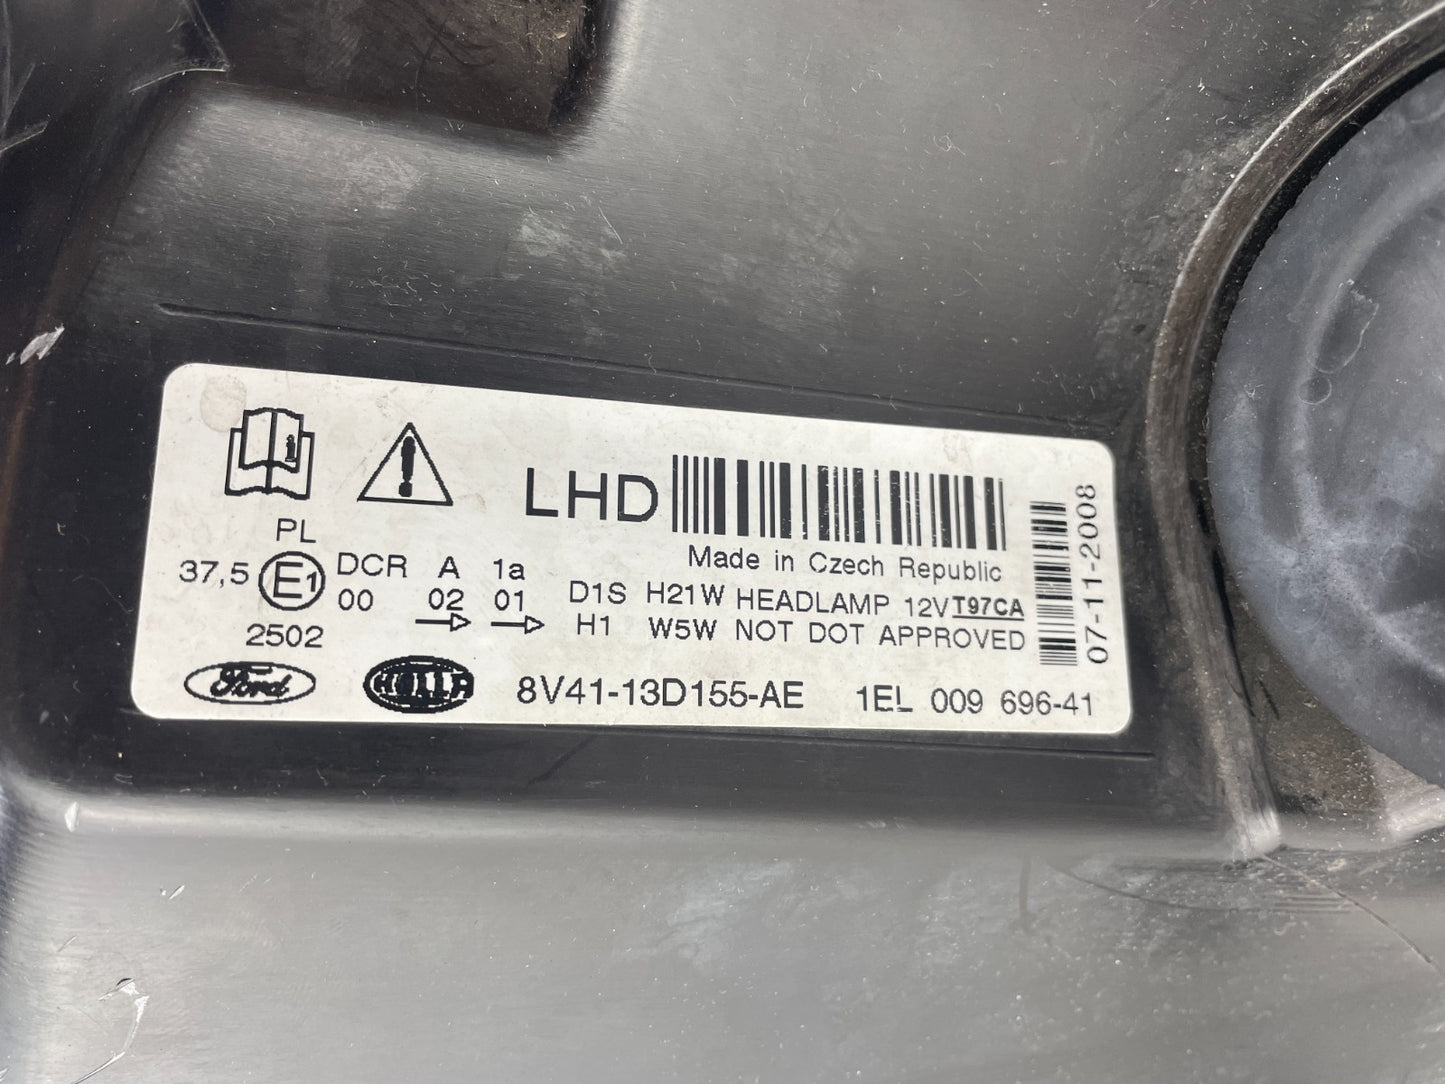 LHD
Made in Czech Republic
PL
37,5 E1 DCR A 1a
00 02 01
2502
D1S H21W HEADLAMP 12V T97CA
H1 W5W NOT DOT APPROVED
Ford HELLA 8V41-13D155-AE 1EL 009 696-41
07-11-2008